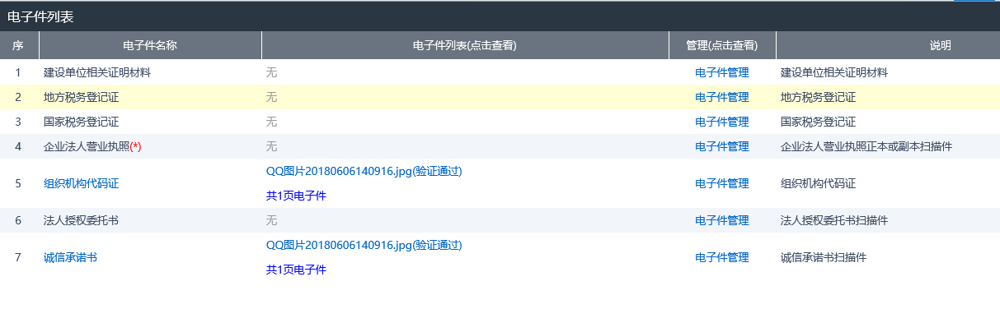 电子件列表
序 电子件名称 电子件列表(点击查看) 管理(点击查看) 说明
1 建设单位相关证明材料 无 电子件管理 建设单位相关证明材料
2 地方税务登记证 无 电子件管理 地方税务登记证
3 国家税务登记证 无 电子件管理 国家税务登记证
4 企业法人营业执照(*) 无 电子件管理 企业法人营业执照正本或副本扫描件
5 组织机构代码证 QQ图片20180606140916.jpg(验证通过) 电子件管理 组织机构代码证
共1页电子件
6 法人授权委托书 无 电子件管理 法人授权委托书扫描件
7 诚信承诺书 QQ图片20180606140916.jpg(验证通过) 电子件管理 诚信承诺书扫描件
共1页电子件